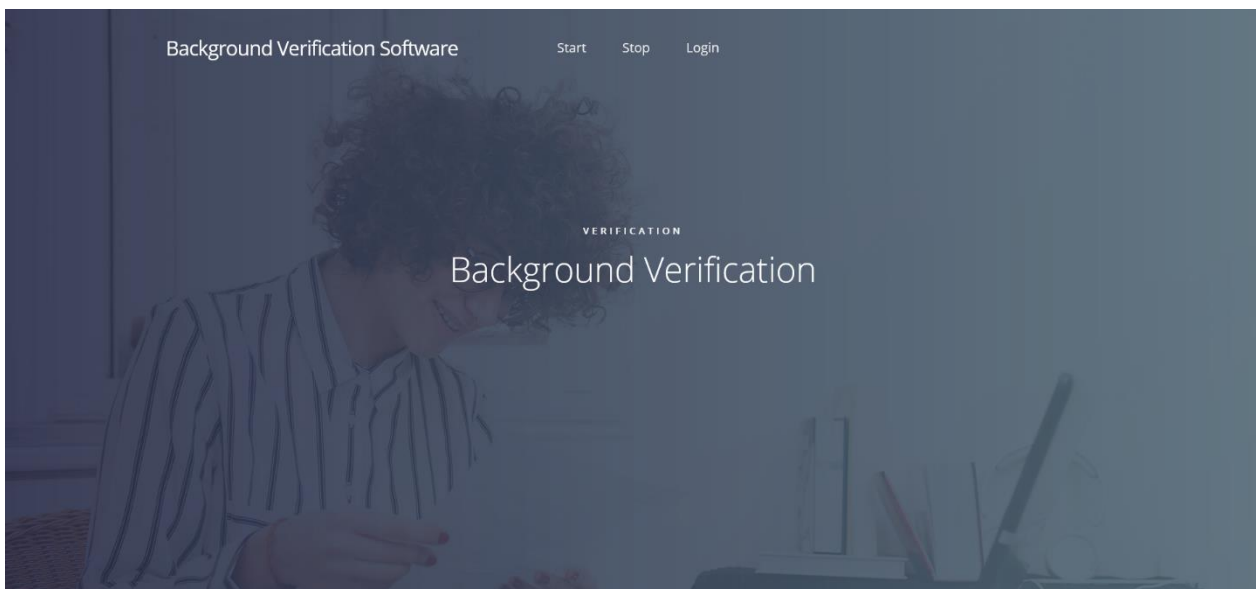 Background Verification Software Start Stop Login
VERIFICATION
Background Verification